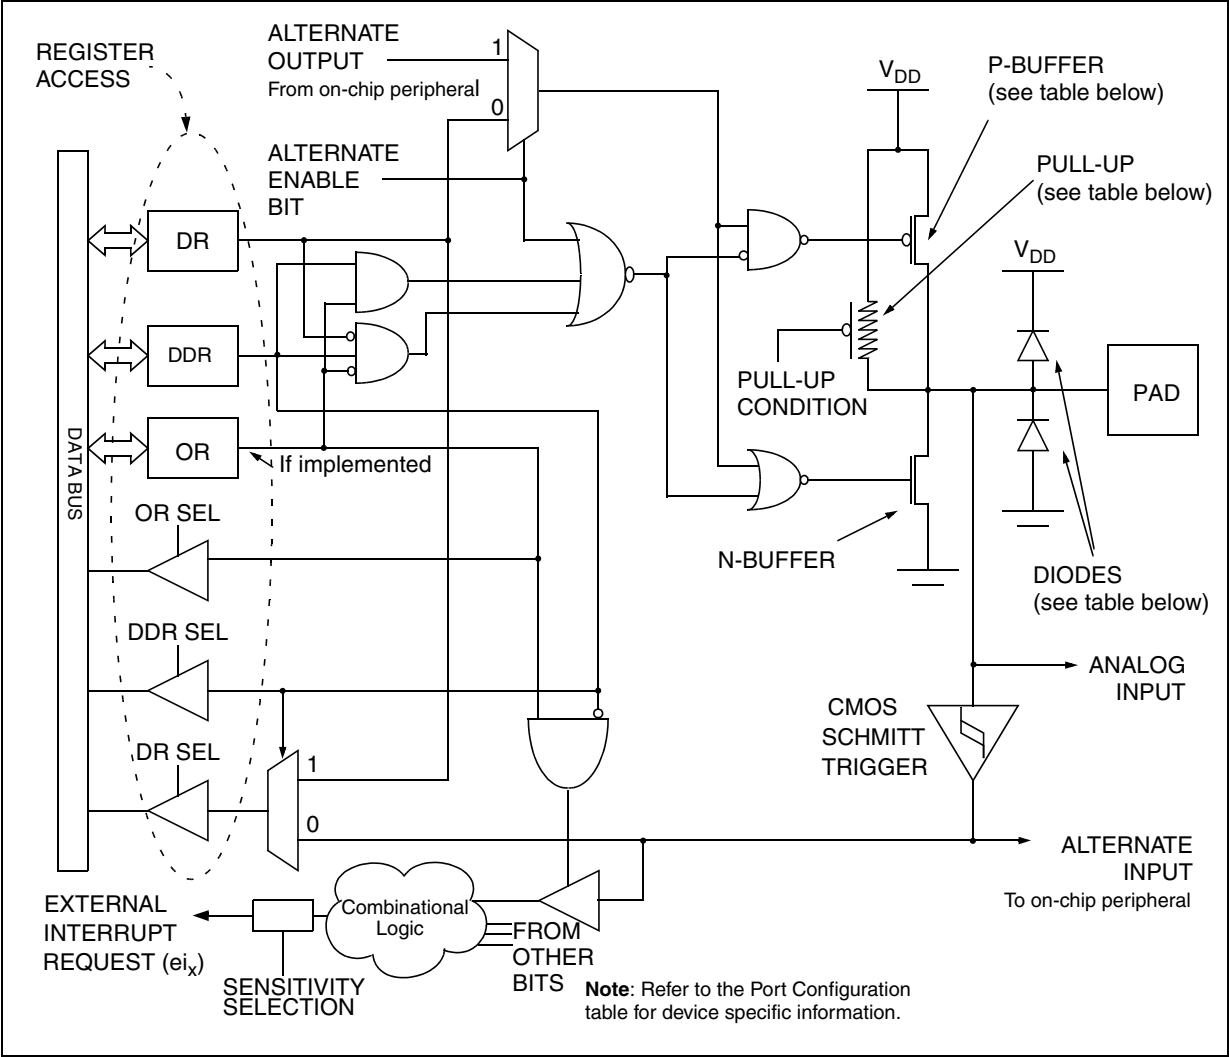 REGISTER
ACCESS
ALTERNATE
OUTPUT
From on-chip peripheral
1
0
ALTERNATE
ENABLE
BIT
VDD
P-BUFFER
(see table below)
PULL-UP
(see table below)
VDD
DR
DDR
OR
If implemented
DATA BUS
PULL-UP
CONDITION
PAD
OR SEL
DDR SEL
DR SEL
N-BUFFER
DIODES
(see table below)
ANALOG
INPUT
CMOS
SCHMITT
TRIGGER
1
0
ALTERNATE
INPUT
To on-chip peripheral
EXTERNAL
INTERRUPT
REQUEST (eix)
SENSITIVITY
SELECTION
Combinational
Logic
FROM
OTHER
BITS
Note: Refer to the Port Configuration
table for device specific information.